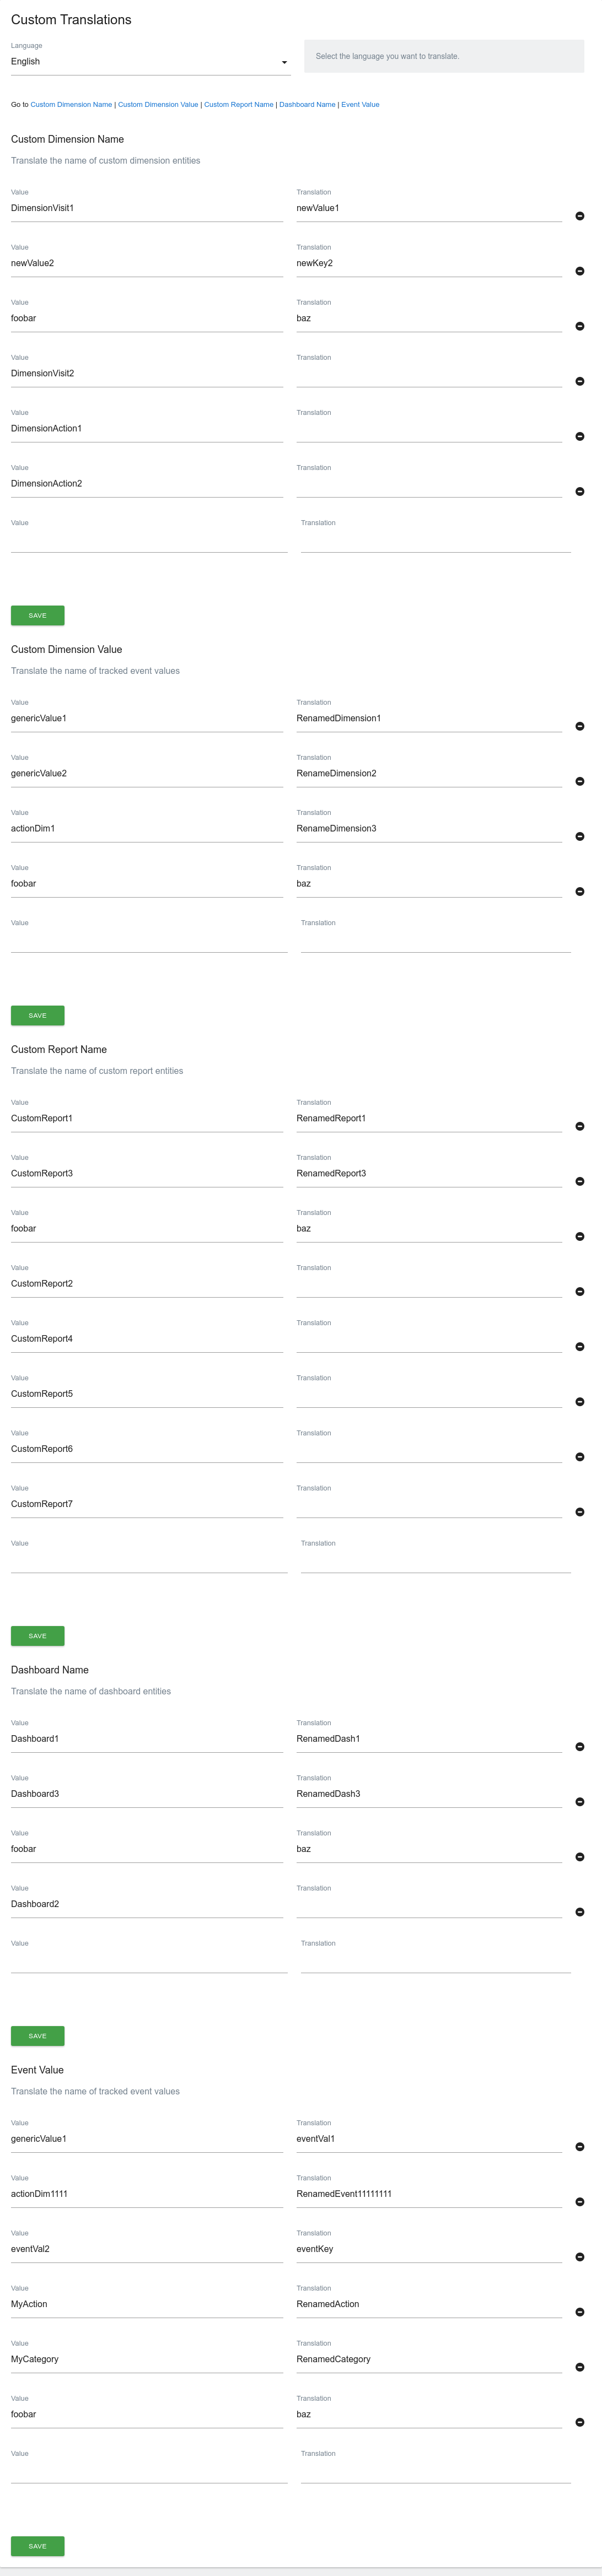 Custom Translations
Language
English
Select the language you want to translate.
Go to Custom Dimension Name | Custom Dimension Value | Custom Report Name | Dashboard Name | Event Value
Custom Dimension Name
Translate the name of custom dimension entities
Value Translation
DimensionVisit1 newValue1
Value Translation
newValue2 newKey2
Value Translation
foobar baz
Value Translation
DimensionVisit2
Value Translation
DimensionAction1
Value Translation
DimensionAction2
Value Translation
SAVE
Custom Dimension Value
Translate the name of tracked event values
Value Translation
genericValue1 RenamedDimension1
Value Translation
genericValue2 RenameDimension2
Value Translation
actionDim1 RenameDimension3
Value Translation
foobar baz
Value Translation
SAVE
Custom Report Name
Translate the name of custom report entities
Value Translation
CustomReport1 RenamedReport1
Value Translation
CustomReport3 RenamedReport3
Value Translation
foobar baz
Value Translation
CustomReport2
Value Translation
CustomReport4
Value Translation
CustomReport5
Value Translation
CustomReport6
Value Translation
CustomReport7
Value Translation
SAVE
Dashboard Name
Translate the name of dashboard entities
Value Translation
Dashboard1 RenamedDash1
Value Translation
Dashboard3 RenamedDash3
Value Translation
foobar baz
Value Translation
Dashboard2
Value Translation
SAVE
Event Value
Translate the name of tracked event values
Value Translation
genericValue1 eventVal1
Value Translation
actionDim1111 RenamedEvent11111111
Value Translation
eventVal2 eventKey
Value Translation
MyAction RenamedAction
Value Translation
MyCategory RenamedCategory
Value Translation
foobar baz
Value Translation
SAVE